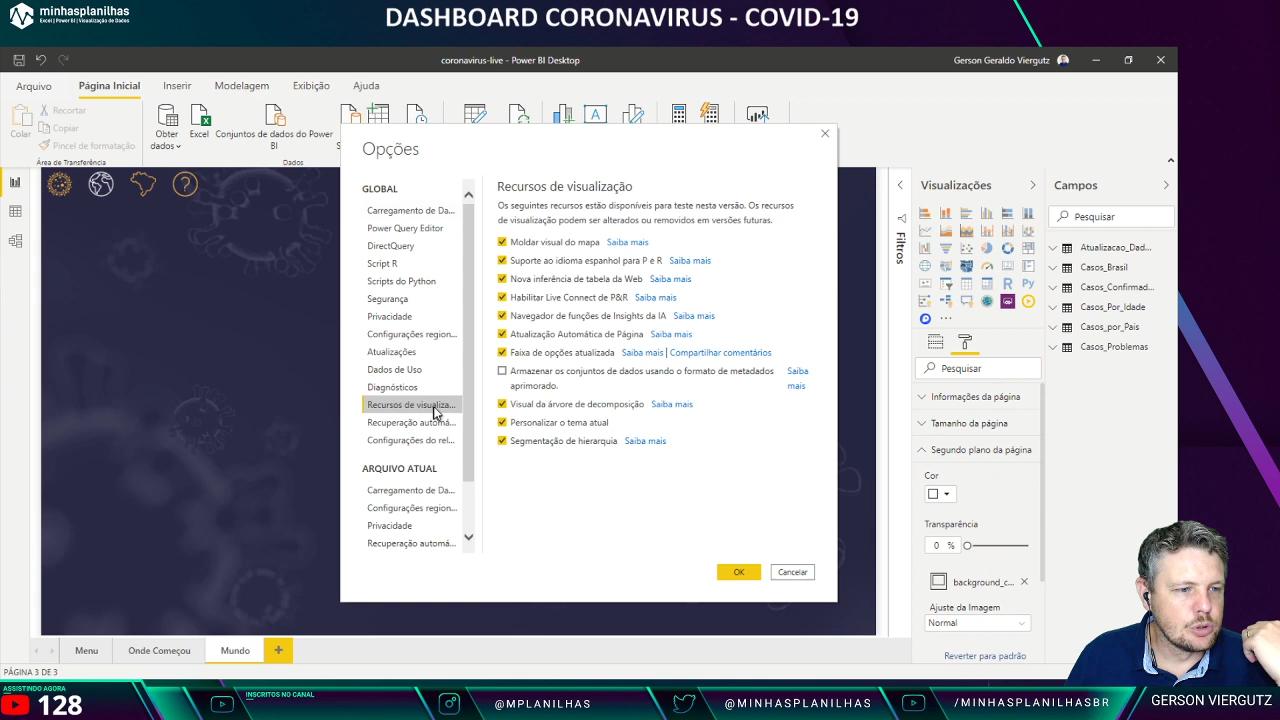 minhasplanilhas
Excel | Power BI | Visualização de Dados
DASHBOARD CORONAVIRUS - COVID-19
coronavirus-live - Power BI Desktop
Gerson Geraldo Viergutz
Arquivo
Página Inicial
Inserir
Modelagem
Exibição
Ajuda
Colar
Recortar
Copiar
Pincel de formatação
Área de Transferência
Obter dados
Excel
Conjuntos de dados do Power BI
Dados
Opções
GLOBAL
Carregamento de Da...
Power Query Editor
DirectQuery
Script R
Scripts do Python
Segurança
Privacidade
Configurações region...
Atualizações
Dados de Uso
Diagnósticos
Recursos de visualiza...
Recuperação automá...
Configurações do rel...
ARQUIVO ATUAL
Carregamento de Da...
Configurações region...
Privacidade
Recuperação automá...
Recursos de visualização
Os seguintes recursos estão disponíveis para teste nesta versão. Os recursos
de visualização podem ser alterados ou removidos em versões futuras.
Moldar visual do mapa Saiba mais
Suporte ao idioma espanhol para P e R Saiba mais
Nova inferência de tabela da Web Saiba mais
Habilitar Live Connect de P&R Saiba mais
Navegador de funções de Insights da IA Saiba mais
Atualização Automática de Página Saiba mais
Faixa de opções atualizada Saiba mais | Compartilhar comentários
Armazenar os conjuntos de dados usando o formato de metadados Saiba
aprimorado. mais
Visual da árvore de decomposição Saiba mais
Personalizar o tema atual
Segmentação de hierarquia Saiba mais
OK
Cancelar
Filtros
Visualizações
R
Py
Pesquisar
Informações da página
Tamanho da página
Segundo plano da página
Cor
Transparência
0 %
background_c...
Ajuste da Imagem
Normal
Reverter para padrão
Campos
Pesquisar
Atualizacao_Dad...
Casos_Brasil
Casos_Confirmad...
Casos_Por_Idade
Casos_por_Pais
Casos_Problemas
Menu
Onde Começou
Mundo
PÁGINA 3 DE 3
ASSISTINDO AGORA
128
INSCRITOS NO CANAL
@MPLANILHAS
@MINHASPLANILHAS
/MINHASPLANILHASBR
GERSON VIERGUTZ